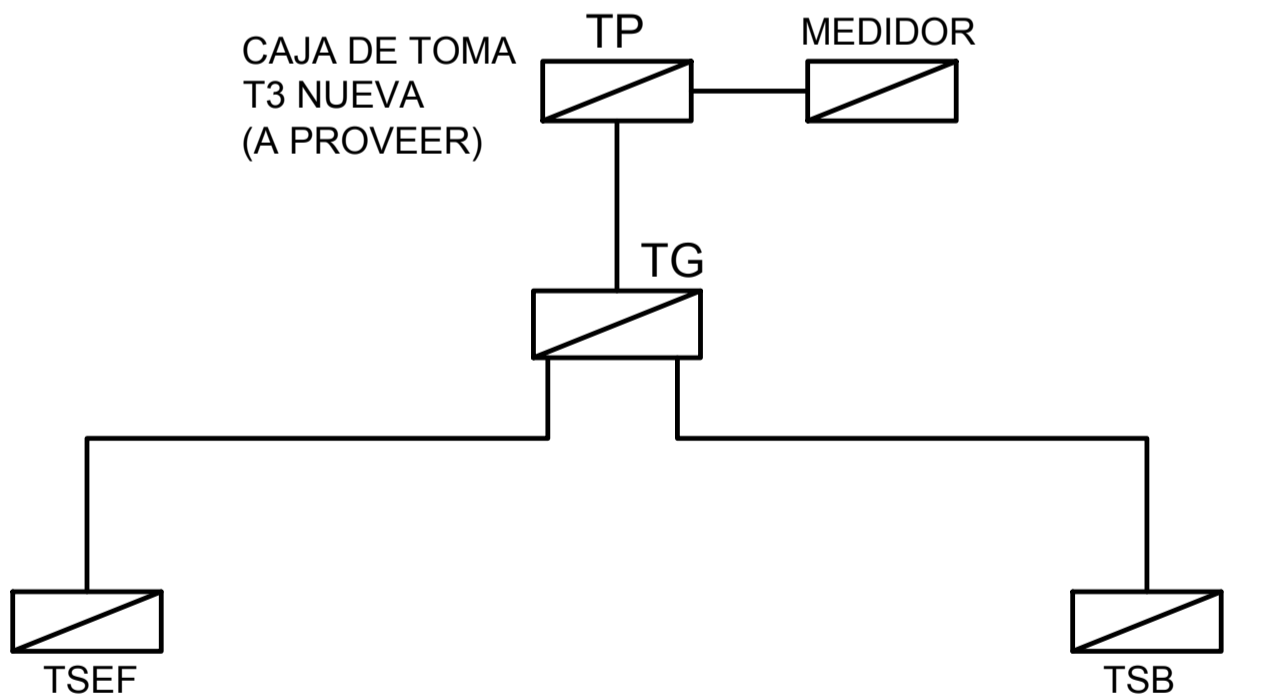 TP
MEDIDOR
CAJA DE TOMA
T3 NUEVA
(A PROVEER)
TG
TSEF
TSB